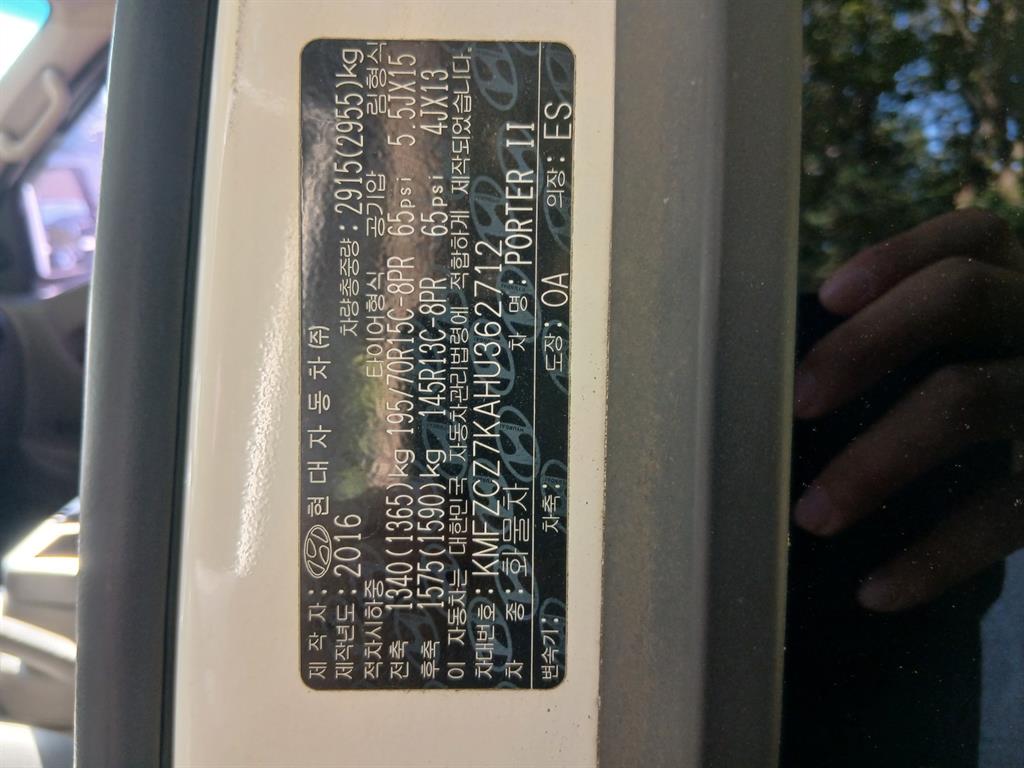 제 작 자: 현 대 자 동 차 (주)
제작년도: 2016 차량총중량: 2915(2955)kg
적차시하중 타이어형식 공기압 림형식
전축 1340(1365)kg 195/70R15C-8PR 65psi 5.5JX15
후축 1575(1590)kg 145R13C-8PR 65psi 4JX13
이 자동차는 대한민국 자동차관리법령에 적합하게 제작되었습니다.
차대번호: KMFZCZ7KAHU362712
차 종: 화물차 차 명: PORTER II
변속기: 차축: 도장: OA 의장: ES